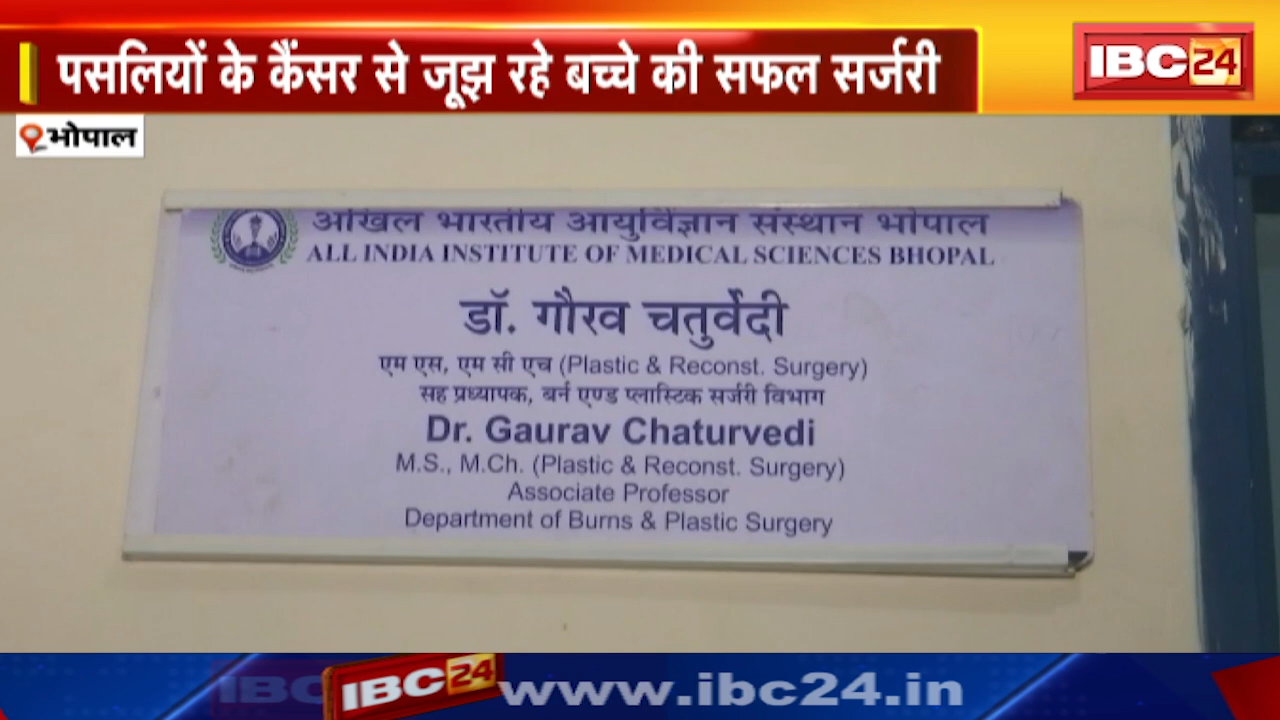 पसलियों के कैंसर से जूझ रहे बच्चे की सफल सर्जरी
IBC24
भोपाल
अखिल भारतीय आयुर्विज्ञान संस्थान भोपाल
ALL INDIA INSTITUTE OF MEDICAL SCIENCES BHOPAL
डॉ. गौरव चतुर्वेदी
एम एस, एम सी एच (Plastic & Reconst. Surgery)
सह प्रध्यापक, बर्न एण्ड प्लास्टिक सर्जरी विभाग
Dr. Gaurav Chaturvedi
M.S., M.Ch. (Plastic & Reconst. Surgery)
Associate Professor
Department of Burns & Plastic Surgery
IBC24 www.ibc24.in